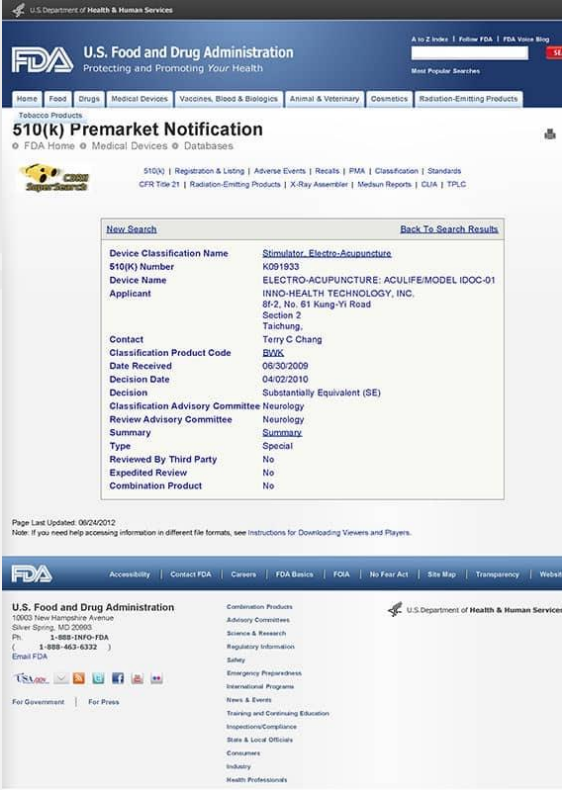 U.S. Department of Health & Human Services
FDA U.S. Food and Drug Administration
Protecting and Promoting Your Health
A to Z Index | Follow FDA | FDA Voice Blog
Most Popular Searches
Home Food Drugs Medical Devices Vaccines, Blood & Biologics Animal & Veterinary Cosmetics Radiation-Emitting Products
Tobacco Products
510(k) Premarket Notification
FDA Home Medical Devices Databases
CDRH
SuperSearch
510(k) | Registration & Listing | Adverse Events | Recalls | PMA | Classification | Standards
CFR Title 21 | Radiation-Emitting Products | X-Ray Assembler | Medsun Reports | CLIA | TPLC
New Search Back To Search Results
Device Classification Name Stimulator, Electro-Acupuncture
510(K) Number K091933
Device Name ELECTRO-ACUPUNCTURE: ACULIFE/MODEL IDOC-01
Applicant INNO-HEALTH TECHNOLOGY, INC.
8f-2, No. 61 Kung-Yi Road
Section 2
Taichung,
Contact Terry C Chang
Classification Product Code BWK
Date Received 06/30/2009
Decision Date 04/02/2010
Decision Substantially Equivalent (SE)
Classification Advisory Committee Neurology
Review Advisory Committee Neurology
Summary Summary
Type Special
Reviewed By Third Party No
Expedited Review No
Combination Product No
Page Last Updated: 06/24/2012
Note: If you need help accessing information in different file formats, see Instructions for Downloading Viewers and Players.
FDA Accessibility | Contact FDA | Careers | FDA Basics | FOIA | No Fear Act | Site Map | Transparency | Website
U.S. Food and Drug Administration
10903 New Hampshire Avenue
Silver Spring, MD 20993
Ph. 1-888-INFO-FDA
( 1-888-463-6332 )
Email FDA
USA.gov
For Government | For Press
Combination Products
Advisory Committees
Science & Research
Regulatory Information
Safety
Emergency Preparedness
International Programs
News & Events
Training and Continuing Education
Inspections/Compliance
State & Local Officials
Consumers
Industry
Health Professionals
U.S. Department of Health & Human Services